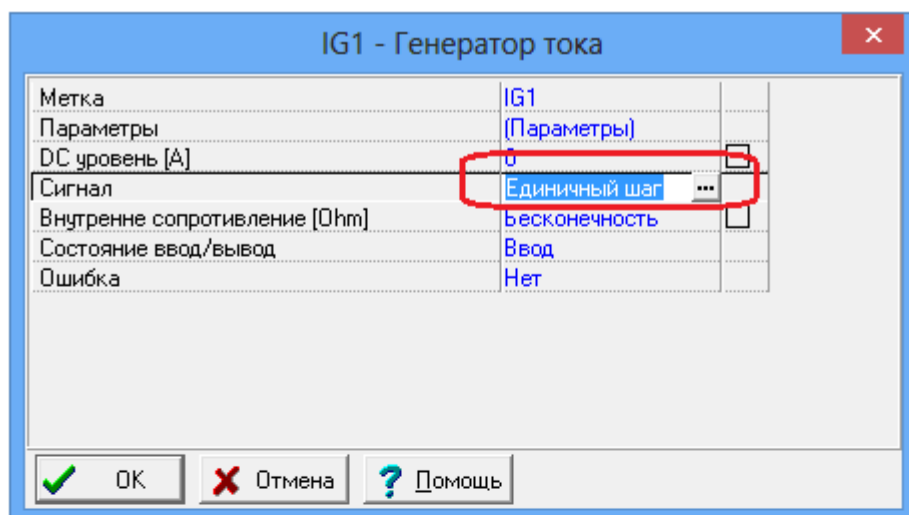 IG1 - Генератор тока
Метка IG1
Параметры (Параметры)
DC уровень [A] 0
Сигнал Единичный шаг ...
Внутренне сопротивление [Ohm] Бесконечность
Состояние ввод/вывод Ввод
Ошибка Нет
OK Отмена Помощь